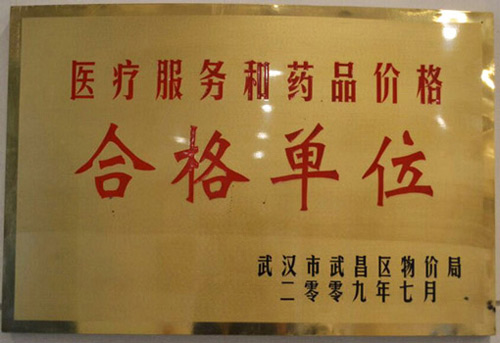 医疗服务和药品价格
合格单位
武汉市武昌区物价局
二零零九年七月